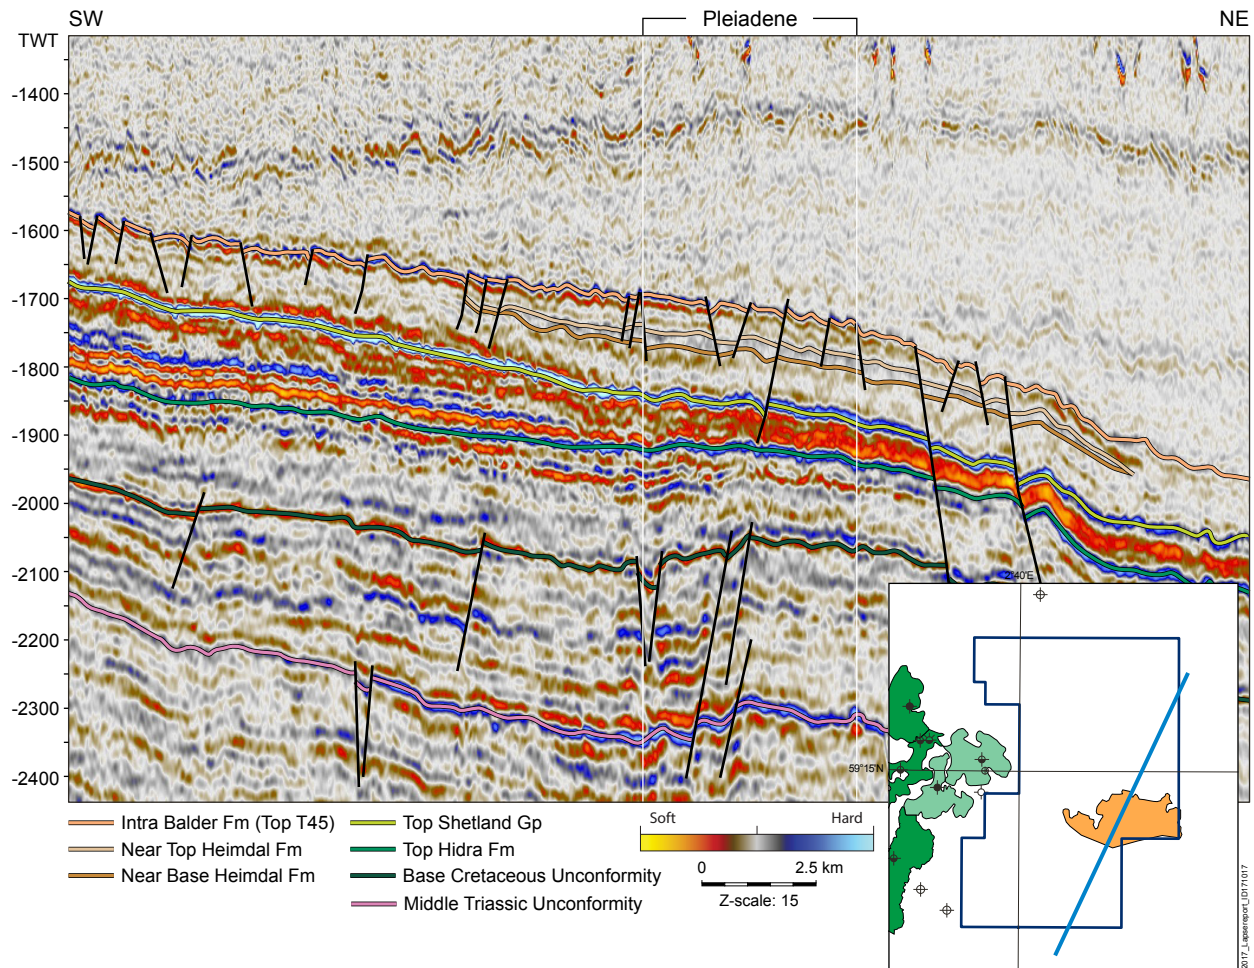 SW
Pleiadene
NE
TWT
-1400
-1500
-1600
-1700
-1800
-1900
-2000
-2100
-2200
-2300
-2400
2°40'E
59°15'N
Intra Balder Fm (Top T45)
Near Top Heimdal Fm
Near Base Heimdal Fm
Top Shetland Gp
Top Hidra Fm
Base Cretaceous Unconformity
Middle Triassic Unconformity
Soft Hard
0 2.5 km
Z-scale: 15
2017_Lapsereport_ID171017